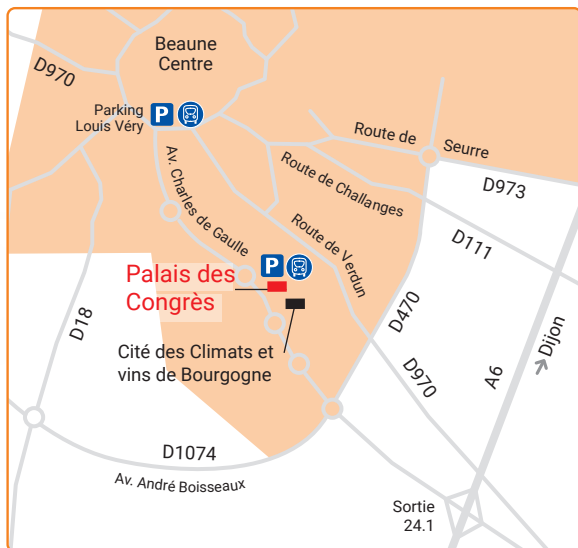 Beaune
Centre
D970
Parking
Louis Véry
P
Route de Seurre
Av. Charles de Gaulle
Route de Challanges
D973
Route de Verdun
D111
P
Palais des
Congrès
D18
D470
Cité des Climats et
vins de Bourgogne
D970
A6
Dijon
D1074
Av. André Boisseaux
Sortie
24.1